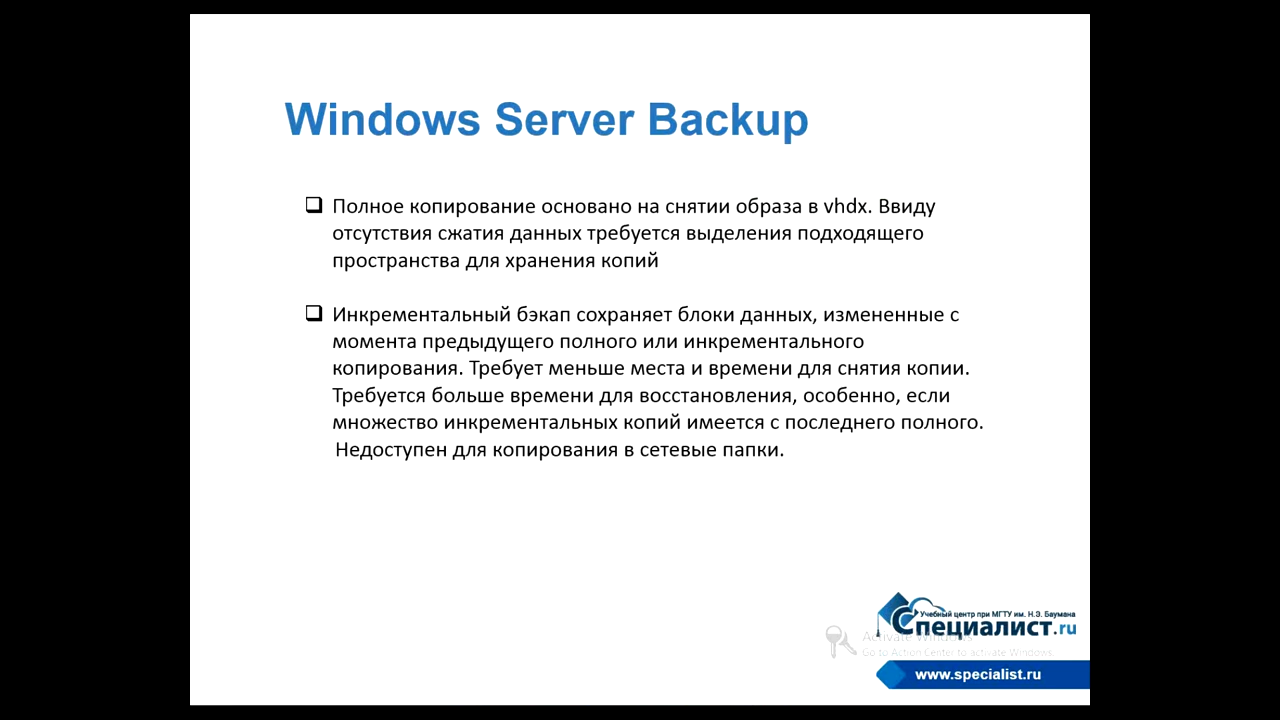 Windows Server Backup
Полное копирование основано на снятии образа в vhdx. Ввиду
отсутствия сжатия данных требуется выделения подходящего
пространства для хранения копий
Инкрементальный бэкап сохраняет блоки данных, измененные с
момента предыдущего полного или инкрементального
копирования. Требует меньше места и времени для снятия копии.
Требуется больше времени для восстановления, особенно, если
множество инкрементальных копий имеется с последнего полного.
Недоступен для копирования в сетевые папки.
Учебный центр при МГТУ им. Н.Э. Баумана
Специалист.ru
Activate Windows
Go to Action Center to activate Windows.
www.specialist.ru